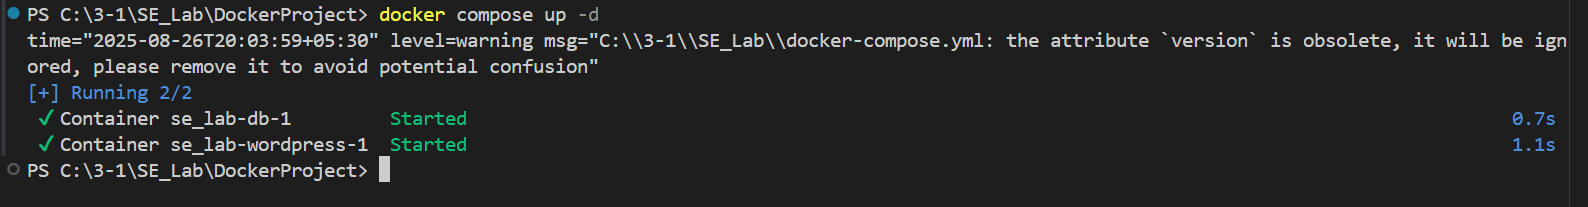 PS C:\3-1\SE_Lab\DockerProject> docker compose up -d
time="2025-08-26T20:03:59+05:30" level=warning msg="C:\\3-1\\SE_Lab\\docker-compose.yml: the attribute `version` is obsolete, it will be ign
ored, please remove it to avoid potential confusion"
[+] Running 2/2
✓ Container se_lab-db-1 Started 0.7s
✓ Container se_lab-wordpress-1 Started 1.1s
PS C:\3-1\SE_Lab\DockerProject>